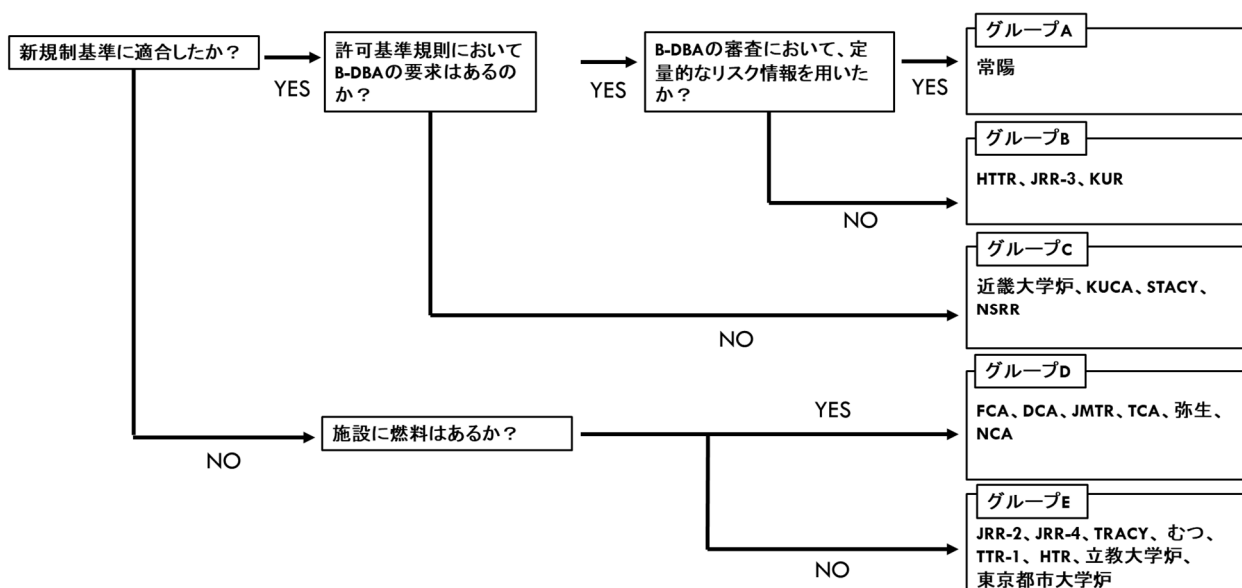 新規制基準に適合したか？
YES
許可基準規則において
B-DBAの要求はあるの
か？
YES
B-DBAの審査において、定
量的なリスク情報を用いたか
か？
YES
グループA
常陽
NO
グループB
HTTR、JRR-3、KUR
NO
グループC
近畿大学炉、KUCA、STACY、
NSRR
NO
施設に燃料はあるか？
YES
グループD
FCA、DCA、JMTR、TCA、弥生、
NCA
NO
グループE
JRR-2、JRR-4、TRACY、むつ、
TTR-1、HTR、立教大学炉、
東京都市大学炉